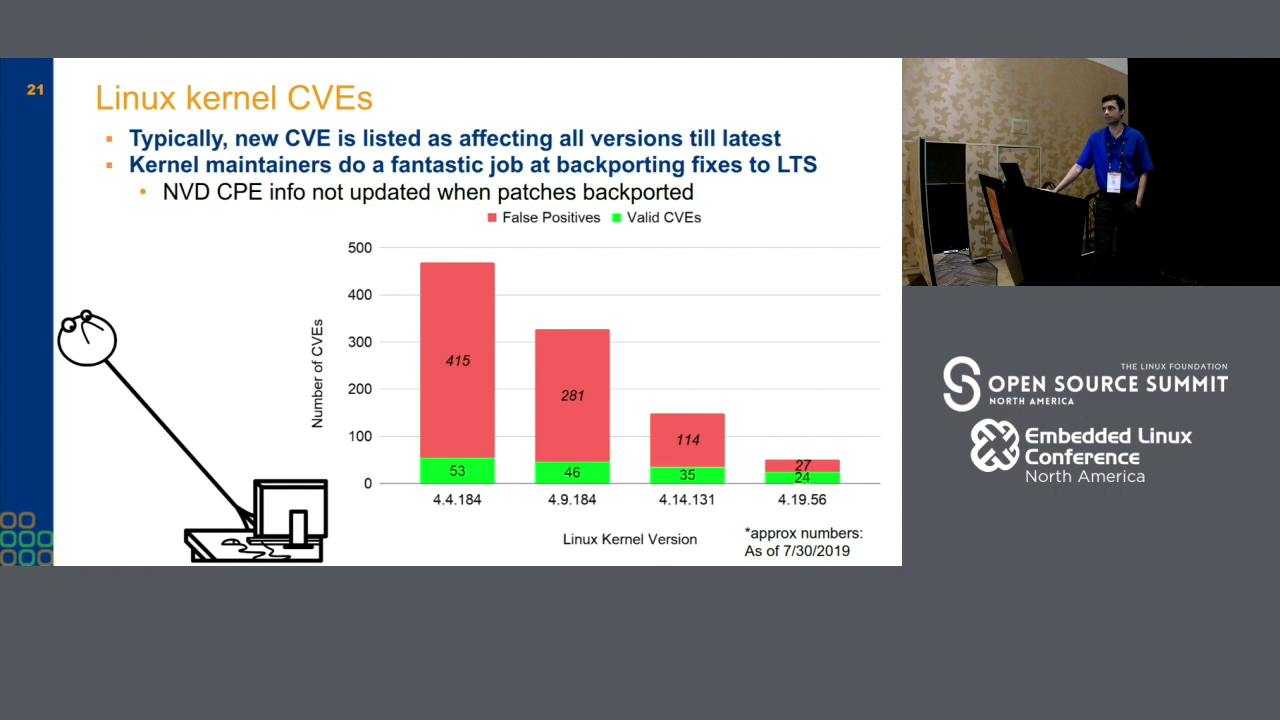 21
Linux kernel CVEs
Typically, new CVE is listed as affecting all versions till latest
Kernel maintainers do a fantastic job at backporting fixes to LTS
NVD CPE info not updated when patches backported
False Positives
Valid CVEs
Number of CVEs
500
400
300
200
100
0
415
53
281
46
114
35
27
24
4.4.184
4.9.184
4.14.131
4.19.56
Linux Kernel Version
*approx numbers:
As of 7/30/2019
THE LINUX FOUNDATION
OPEN SOURCE SUMMIT
NORTH AMERICA
Embedded Linux
Conference
North America